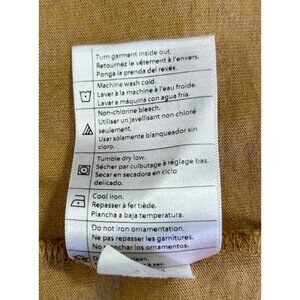 Turn garment inside out.
Retournez le vêtement à l'envers.
Ponga la prenda del revés.
Machine wash cold.
Laver à la machine à l'eau froide.
Lavar a máquina con agua fria.
Non-chlorine bleach.
Utiliser un javellisant non chloré
seulement.
Usar solamente blanqueador sin
cloro.
Tumble dry low.
Sécher par culbutage à réglage bas.
Secar en secadora en ciclo
delicado.
Cool iron.
Repasser à fer tiède.
Plancha a baja temperatura.
Do not iron ornamentation.
Ne pas repasser les garnitures.
No planchar los ornamentos.